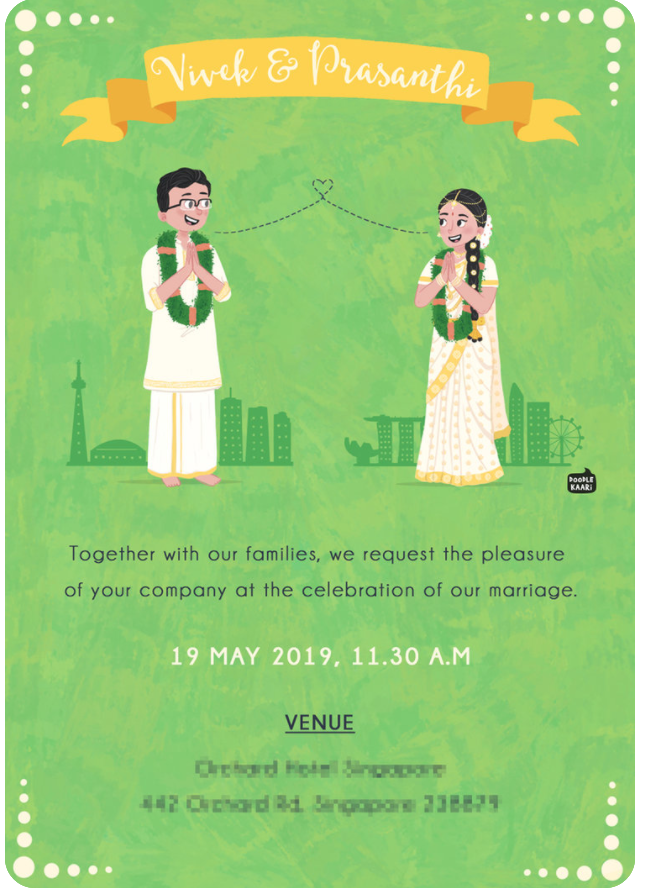 Vivek & Prasanthi
DOODLE
KAARI
Together with our families, we request the pleasure
of your company at the celebration of our marriage.
19 MAY 2019, 11.30 A.M
VENUE